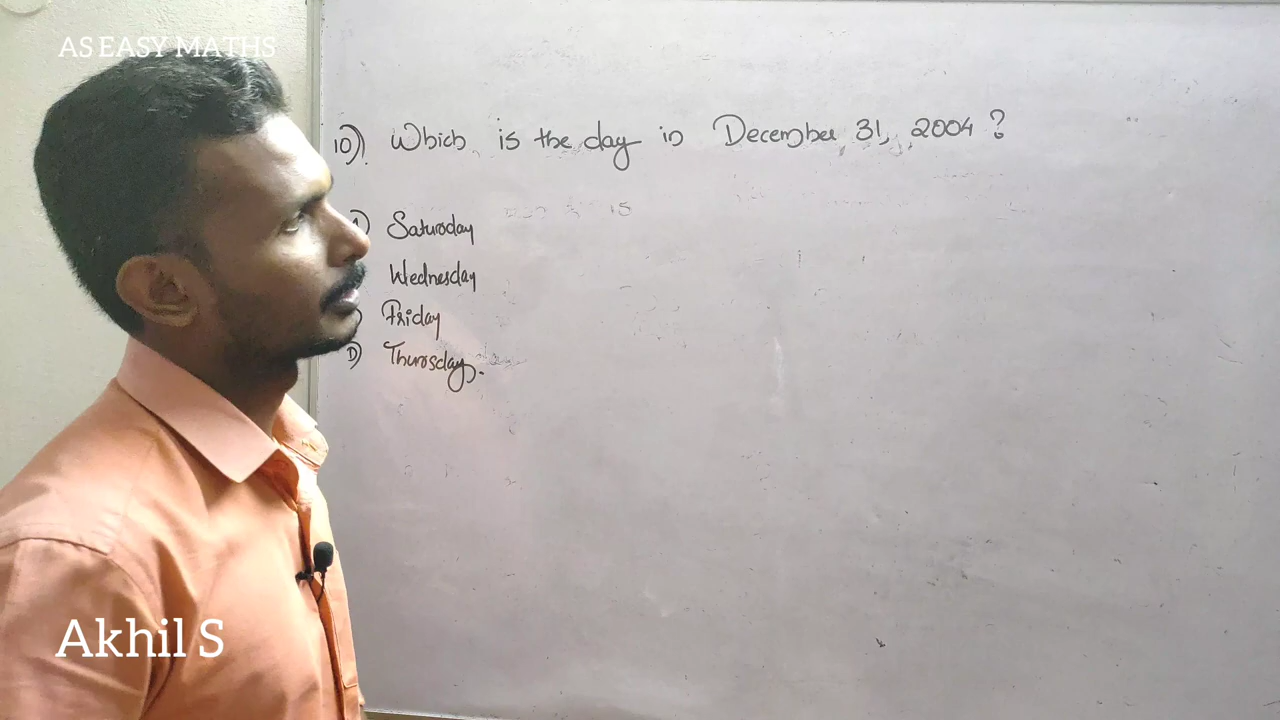 AS EASY MATHS
10) Which is the day in December 31, 2004 ?
A) Saturday
Wednesday
) Friday
D) Thursday.
Akhil S